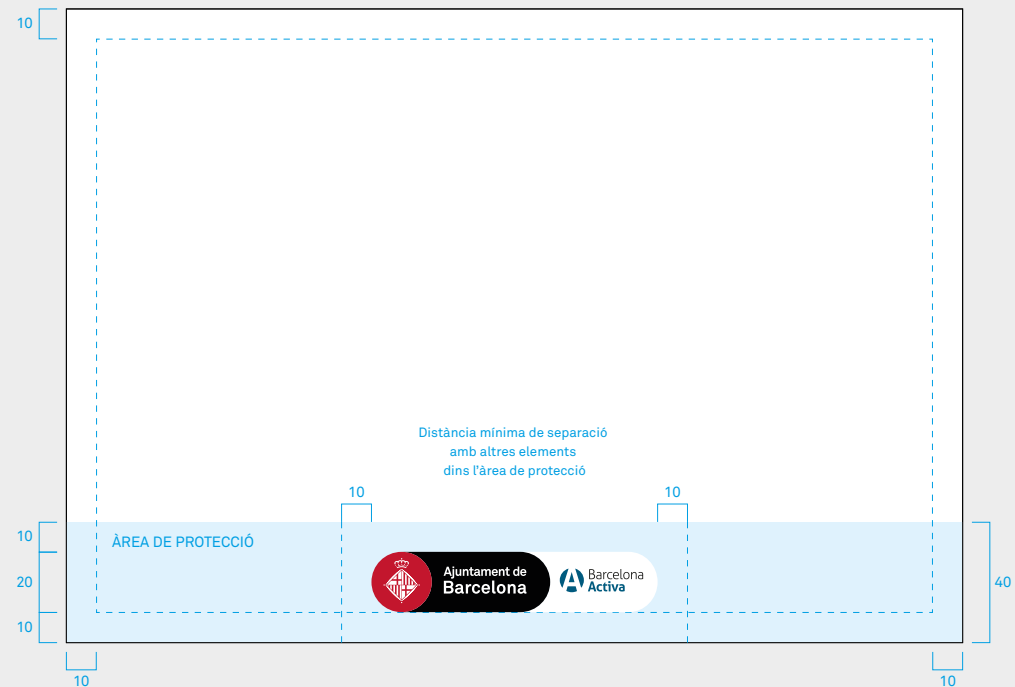 10
Distància mínima de separació
amb altres elements
dins l'àrea de protecció
10
10
10
ÀREA DE PROTECCIÓ
20
40
Ajuntament de
Barcelona
Barcelona
Activa
10
10
10